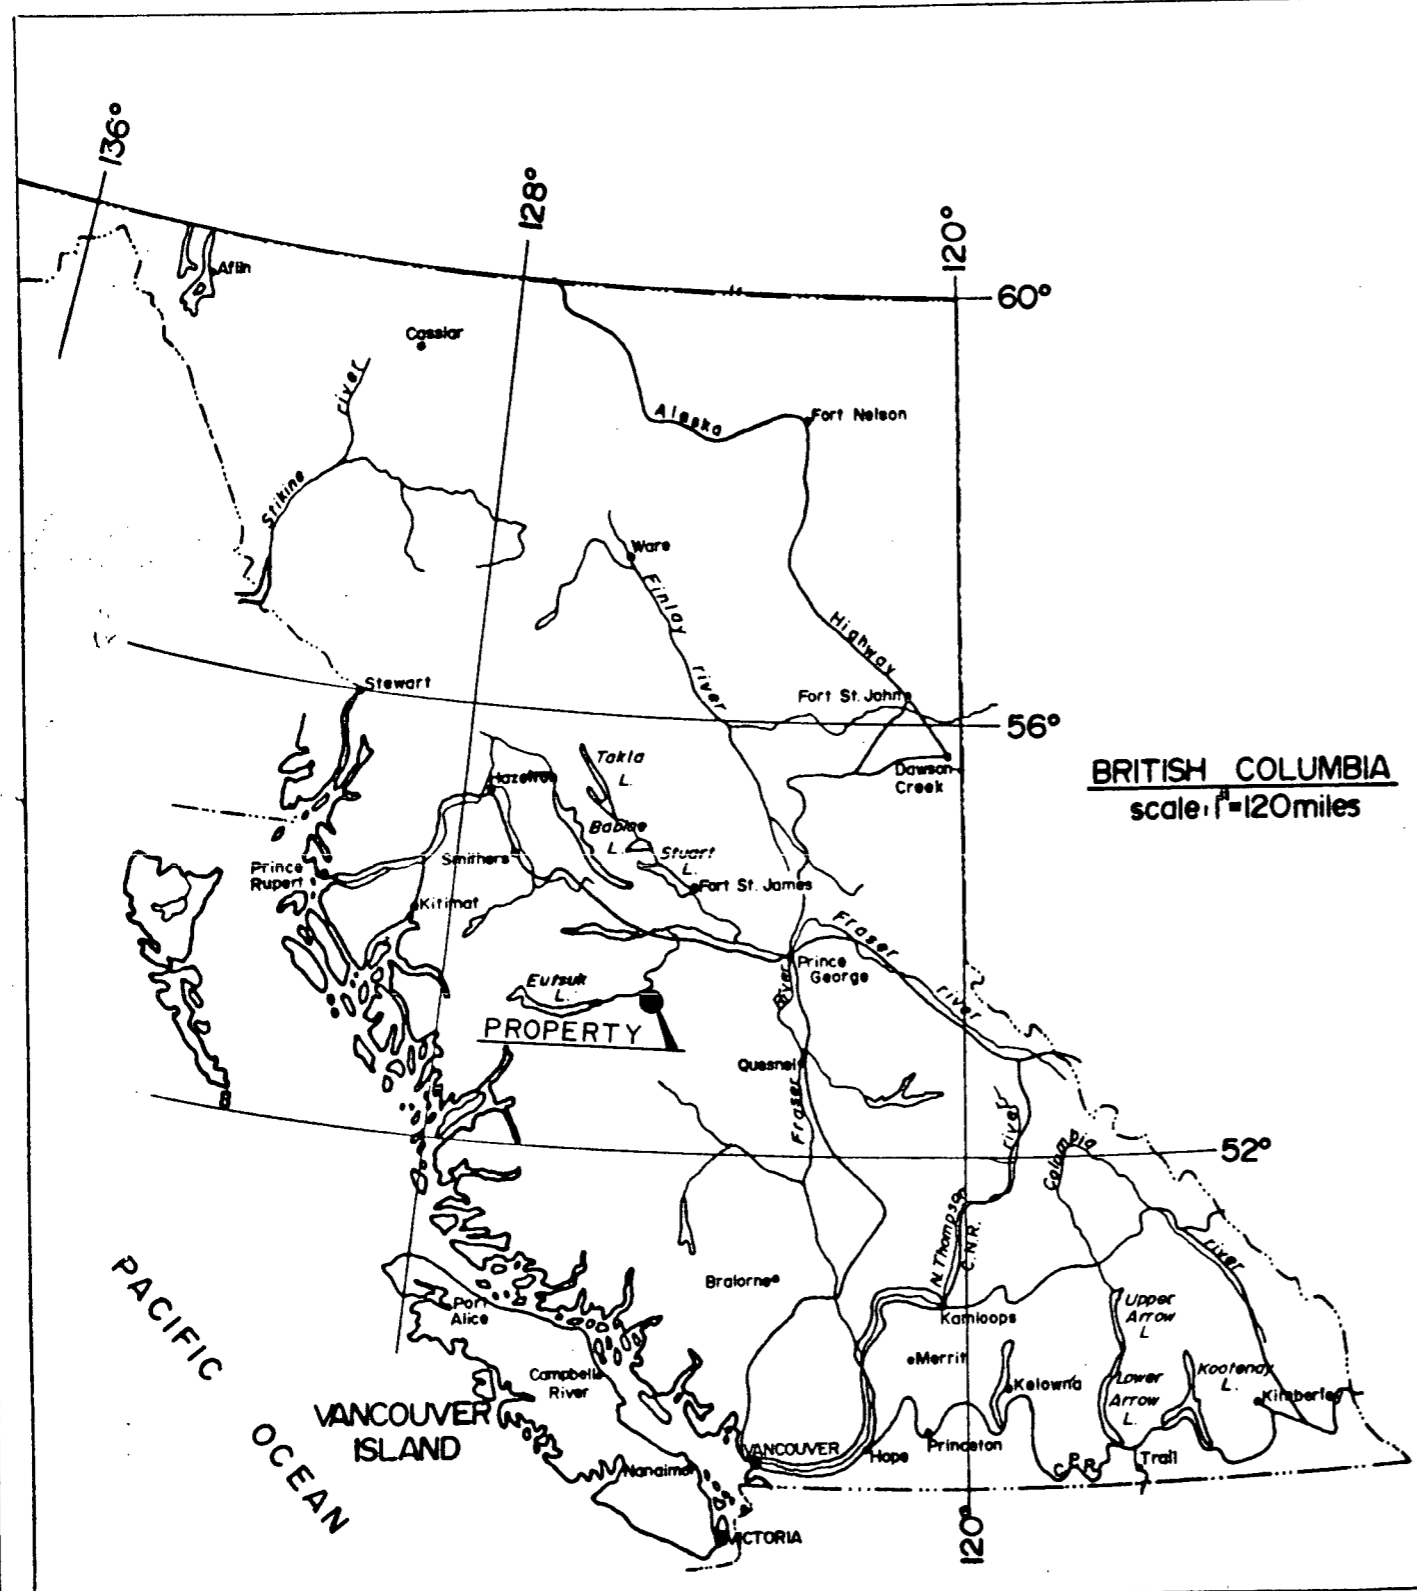 136°
128°
120°
60°
Atlin
Cassiar
river
Stikine
Alaska
Fort Nelson
Ware
Finlay
river
Highway
Stewart
Fort St. John
56°
Dawson
Creek
BRITISH COLUMBIA
scale: 1"=120miles
Takla
L.
Hazelton
Babine
L.
Smithers
Stuart
L.
Fort St. James
Prince
Rupert
Kitimat
Fraser
river
Prince
George
River
Eutsuk
L.
PROPERTY
Quesnel
Fraser
river
52°
Columbia
river
N.Thompson
C.N.R.
Bralorne
Kamloops
Upper
Arrow
L.
Port
Alice
Merrit
Kelowna
Lower
Arrow
L.
Kootenay
L.
Kimberley
Campbell
River
PACIFIC
OCEAN
VANCOUVER
ISLAND
VANCOUVER
Hope
Princeton
C.P.R.
Trail
Nanaimo
VICTORIA
120°